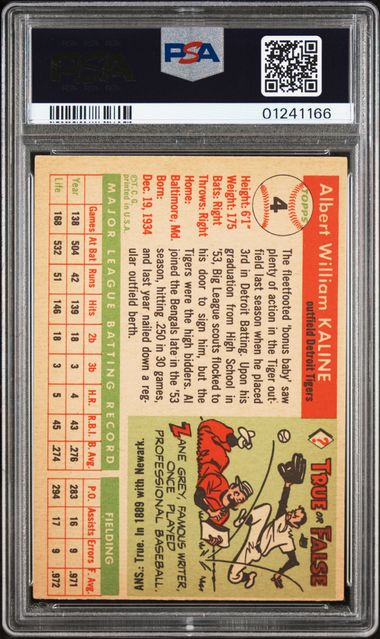 PSA
PSA
01241166
TOPPS
4
Albert William KALINE
outfield Detroit Tigers
Height: 6'1"
Weight: 175
Bats: Right
Throws: Right
Home:
Baltimore, Md.
Born:
Dec. 19, 1934
©T.C.G.
printed in U.S.A.
The fleetfooted 'bonus baby' saw
plenty of action in the Tiger out-
field last season when he placed
3rd in Detroit Batting. Upon his
graduation from High School in
'53, Big League scouts flocked to
his door to sign him, but the
Tigers were the high bidders. Al
joined the Bengals late in the '53
season, hitting .250 in 30 games,
and last year nailed down a reg-
ular outfield berth.
?
TRUE OR FALSE
ZANE GREY, FAMOUS WRITER,
ONCE PLAYED
PROFESSIONAL BASEBALL.
ANS.: True. In 1889 with Newark.
MAJOR LEAGUE BATTING RECORD FIELDING
Games At Bat Runs Hits 2b 3b H.R. R.B.I. B. Avg. P.O. Assists Errors F. Avg.
Year 138 504 42 139 18 3 4 43 .276 283 16 9 .971
Life 168 532 51 146 18 3 5 45 .274 294 17 9 .972